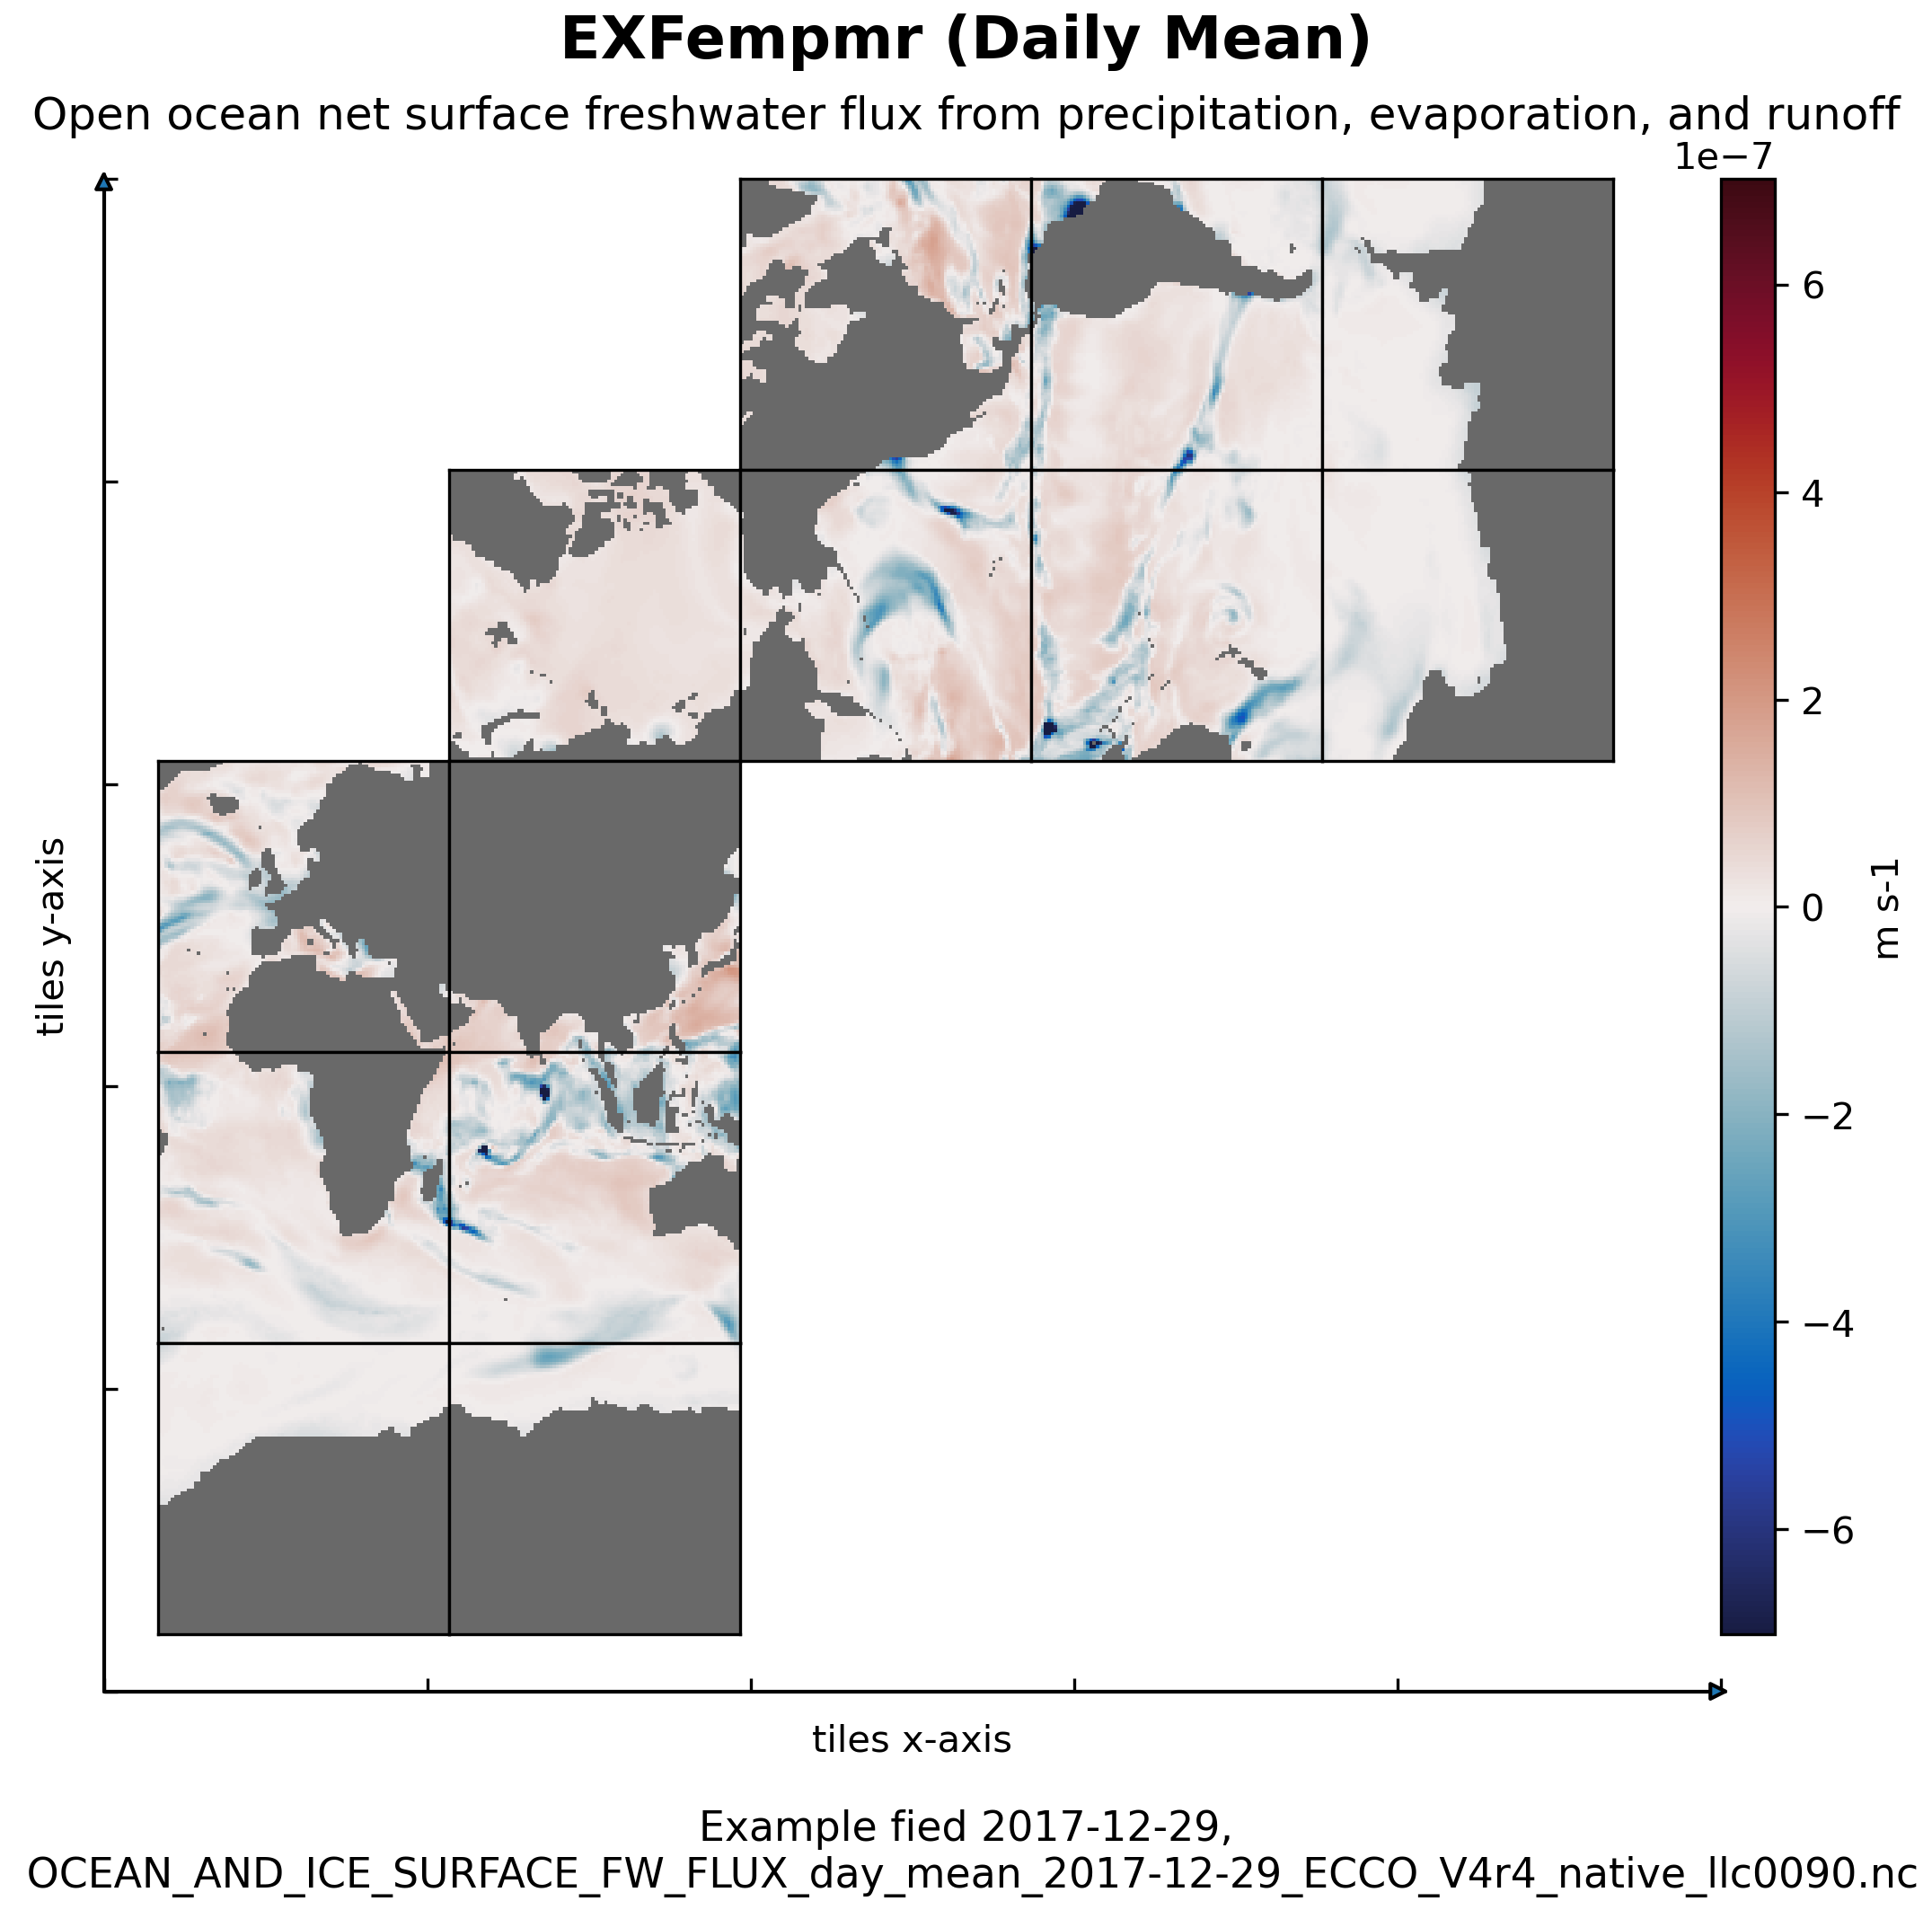 EXFempmr (Daily Mean)
Open ocean net surface freshwater flux from precipitation, evaporation, and runoff
1e−7
6
4
2
0
−2
−4
−6
m s-1
tiles y-axis
tiles x-axis
Example fied 2017-12-29,
OCEAN_AND_ICE_SURFACE_FW_FLUX_day_mean_2017-12-29_ECCO_V4r4_native_llc0090.nc